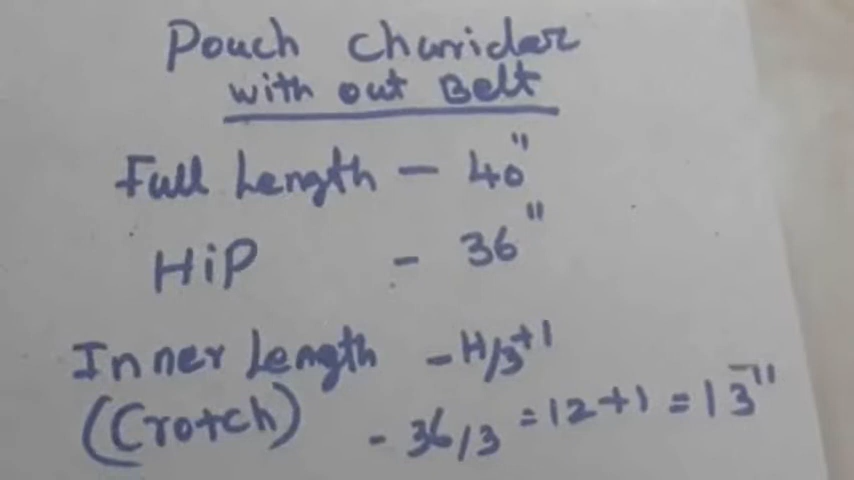 Pouch Churridar
with out Belt
Full Length - 40"
HiP - 36"
Inner Length - H/3+1
(Crotch) - 36/3 = 12+1 = 13"